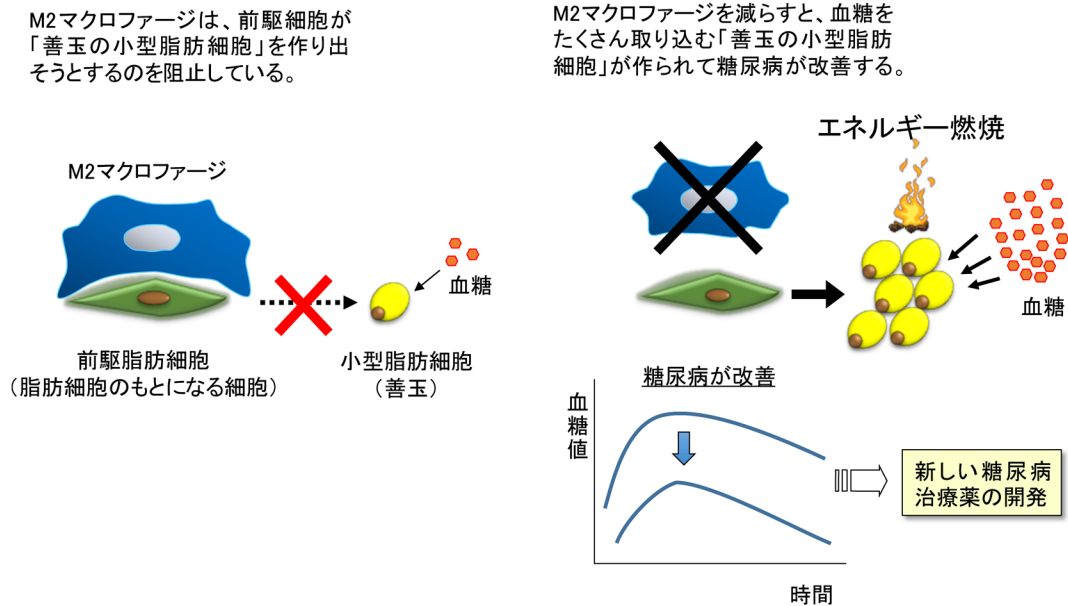 M2マクロファージは、前駆細胞が
「善玉の小型脂肪細胞」を作り出
そうとするのを阻止している。
M2マクロファージ
血糖
前駆脂肪細胞
（脂肪細胞のもとになる細胞）
小型脂肪細胞
（善玉）
M2マクロファージを減らすと、血糖を
たくさん取り込む「善玉の小型脂肪
細胞」が作られて糖尿病が改善する。
エネルギー燃焼
血糖
糖尿病が改善
血糖値
時間
新しい糖尿病
治療薬の開発